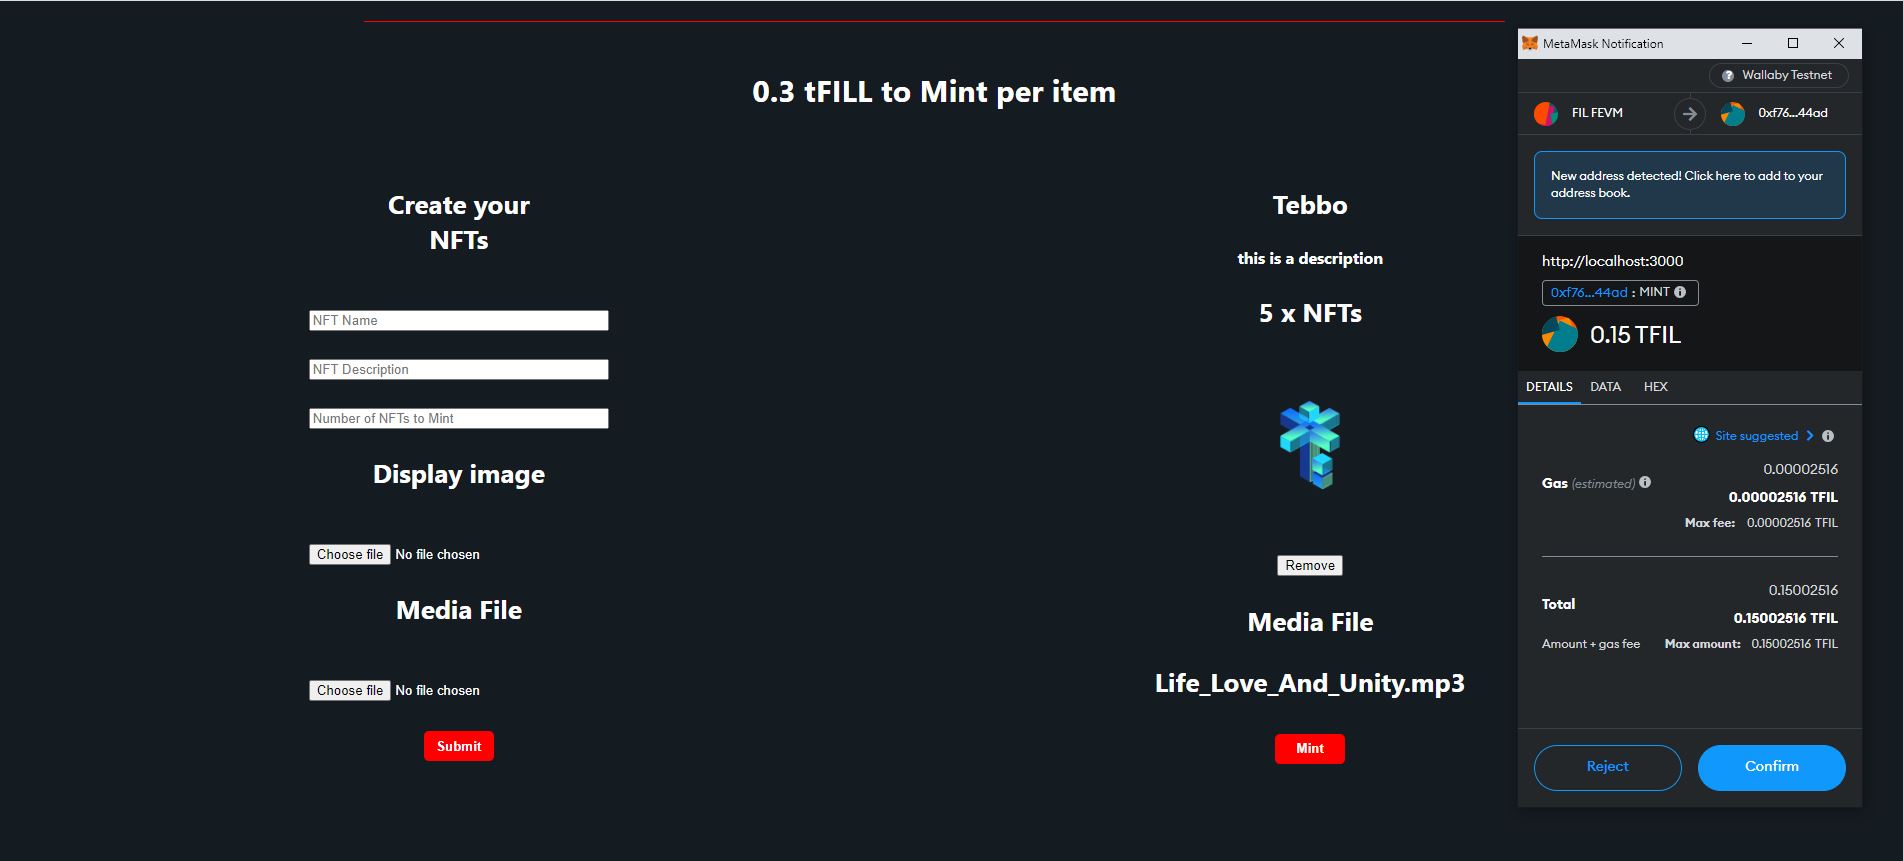 0.3 tFILL to Mint per item
Create your
NFTs
NFT Name
NFT Description
Number of NFTs to Mint
Display image
Choose file No file chosen
Media File
Choose file No file chosen
Submit
Tebbo
this is a description
5 x NFTs
Remove
Media File
Life_Love_And_Unity.mp3
Mint
MetaMask Notification
Wallaby Testnet
FIL FEVM 0xf76...44ad
New address detected! Click here to add to your
address book.
http://localhost:3000
0xf76...44ad : MINT
0.15 TFIL
DETAILS DATA HEX
Site suggested
0.00002516
Gas (estimated) 0.00002516 TFIL
Max fee: 0.00002516 TFIL
0.15002516
Total 0.15002516 TFIL
Amount + gas fee Max amount: 0.15002516 TFIL
Reject Confirm